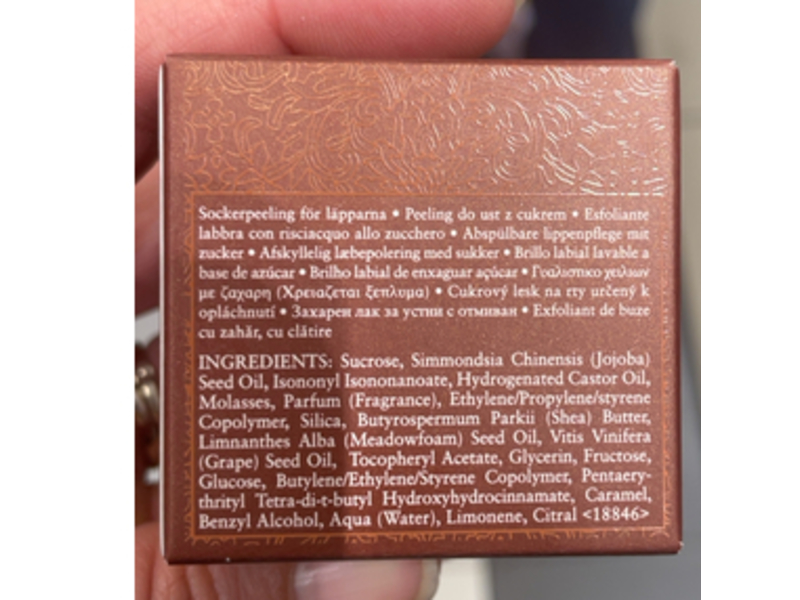 Sockerpeeling för läpparna • Peeling do ust z cukrem • Esfoliante
labbra con risciacquo allo zucchero • Abspülbare lippenpflege mit
zucker • Afskyllelig læbepolering med sukker • Brillo labial lavable a
base de azúcar • Brilho labial de enxaguar açúcar • Γυαλιστικο χειλιων
με ζαχαρη (Χρειαζεται ξεπλυμα) • Cukrový lesk na rty určený k
opláchnutí • Захарен лак за устни с отмиван • Exfoliant de buze
cu zahăr, cu clătire
INGREDIENTS: Sucrose, Simmondsia Chinensis (Jojoba)
Seed Oil, Isononyl Isononanoate, Hydrogenated Castor Oil,
Molasses, Parfum (Fragrance), Ethylene/Propylene/styrene
Copolymer, Silica, Butyrospermum Parkii (Shea) Butter,
Limnanthes Alba (Meadowfoam) Seed Oil, Vitis Vinifera
(Grape) Seed Oil, Tocopheryl Acetate, Glycerin, Fructose,
Glucose, Butylene/Ethylene/Styrene Copolymer, Pentaery-
thrityl Tetra-di-t-butyl Hydroxyhydrocinnamate, Caramel,
Benzyl Alcohol, Aqua (Water), Limonene, Citral <18846>